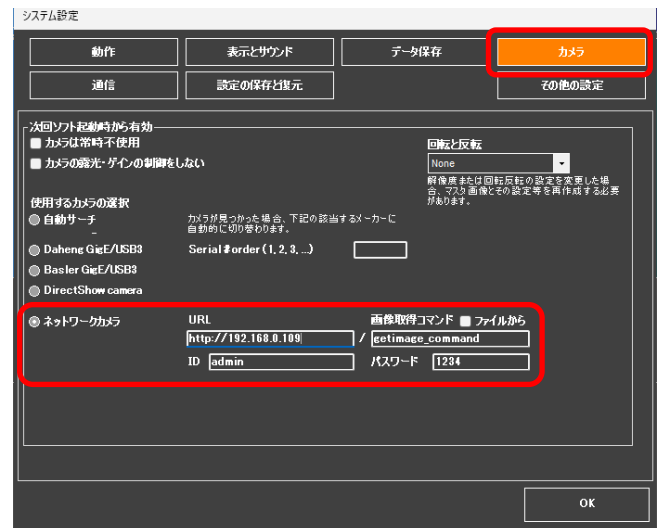 システム設定
動作
表示とサウンド
データ保存
カメラ
通信
設定の保存と復元
その他の設定
次回ソフト起動時から有効
カメラは常時不使用
カメラの露光・ゲインの制御をしない
回転と反転
None
解像度または回転反転の設定を変更した場
合、マスク画像とその設定等を再作成する必要
があります。
使用するカメラの選択
自動サーチ
カメラが見つかった場合、下記の該当するメーカーに
自動的に切り替わります。
Daheng GigE/USB3
Serial # order (1, 2, 3, ...)
Basler GigE/USB3
DirectShow camera
ネットワークカメラ
URL
画像取得コマンド
ファイルから
http://192.168.0.109
/
getimage_command
ID
admin
パスワード
1234
OK